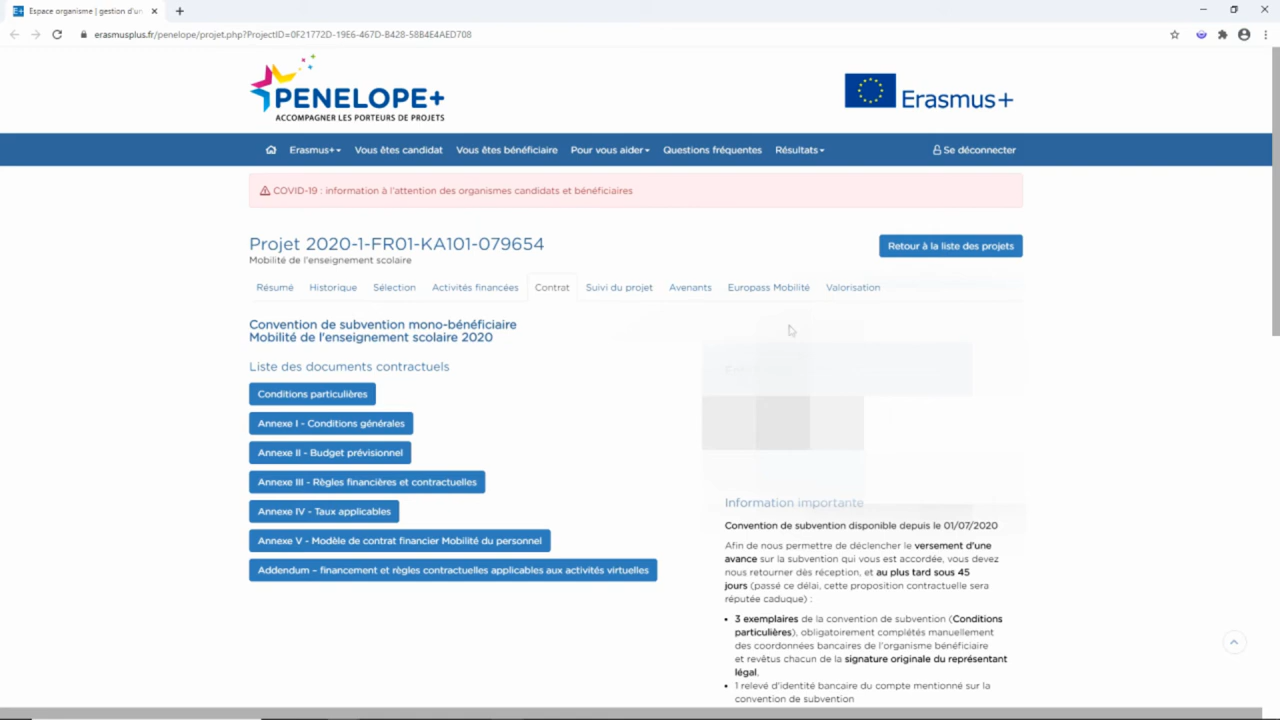 Espace organisme | gestion d'un
erasmusplus.fr/penelope/projet.php?ProjectID=0F21772D-19E6-467D-B428-58B4E4AED708
PENELOPE+
ACCOMPAGNER LES PORTEURS DE PROJETS
Erasmus+
Erasmus+ Vous êtes candidat Vous êtes bénéficiaire Pour vous aider Questions fréquentes Résultats Se déconnecter
COVID-19 : information à l'attention des organismes candidats et bénéficiaires
Projet 2020-1-FR01-KA101-079654
Retour à la liste des projets
Mobilité de l'enseignement scolaire
Résumé Historique Sélection Activités financées Contrat Suivi du projet Avenants Europass Mobilité Valorisation
Convention de subvention mono-bénéficiaire
Mobilité de l'enseignement scolaire 2020
Liste des documents contractuels
Conditions particulières
Annexe I - Conditions générales
Annexe II - Budget prévisionnel
Annexe III - Règles financières et contractuelles
Annexe IV - Taux applicables
Annexe V - Modèle de contrat financier Mobilité du personnel
Addendum – financement et règles contractuelles applicables aux activités virtuelles
Information importante
Convention de subvention disponible depuis le 01/07/2020
Afin de nous permettre de déclencher le versement d'une
avance sur la subvention qui vous est accordée, vous devez
nous retourner dès réception, et au plus tard sous 45
jours (passé ce délai, cette proposition contractuelle sera
réputée caduque) :
• 3 exemplaires de la convention de subvention (Conditions
particulières), obligatoirement complétés manuellement
des coordonnées bancaires de l'organisme bénéficiaire
et revêtus chacun de la signature originale du représentant
légal.
• 1 relevé d'identité bancaire du compte mentionné sur la
convention de subvention